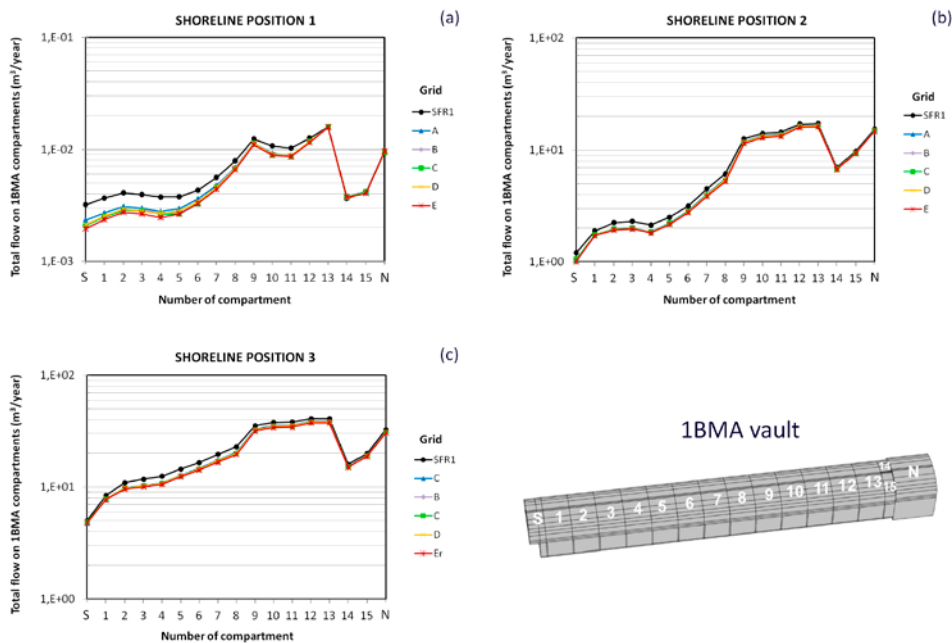 SHORELINE POSITION 1
(a)
Total flow on 1BMA compartments (m³/year)
1,E-01
1,E-02
1,E-03
S 1 2 3 4 5 6 7 8 9 10 11 12 13 14 15 N
Number of compartment
Grid
SFR1
A
B
C
D
E
SHORELINE POSITION 2
(b)
Total flow on 1BMA compartments (m³/year)
1,E+02
1,E+01
1,E+00
S 1 2 3 4 5 6 7 8 9 10 11 12 13 14 15 N
Number of compartment
Grid
SFR1
A
B
C
D
E
SHORELINE POSITION 3
(c)
Total flow on 1BMA compartments (m³/year)
1,E+02
1,E+01
1,E+00
S 1 2 3 4 5 6 7 8 9 10 11 12 13 14 15 N
Number of compartment
Grid
SFR1
C
B
C
D
Er
1BMA vault
S 1 2 3 4 5 6 7 8 9 10 11 12 13 14 15 N